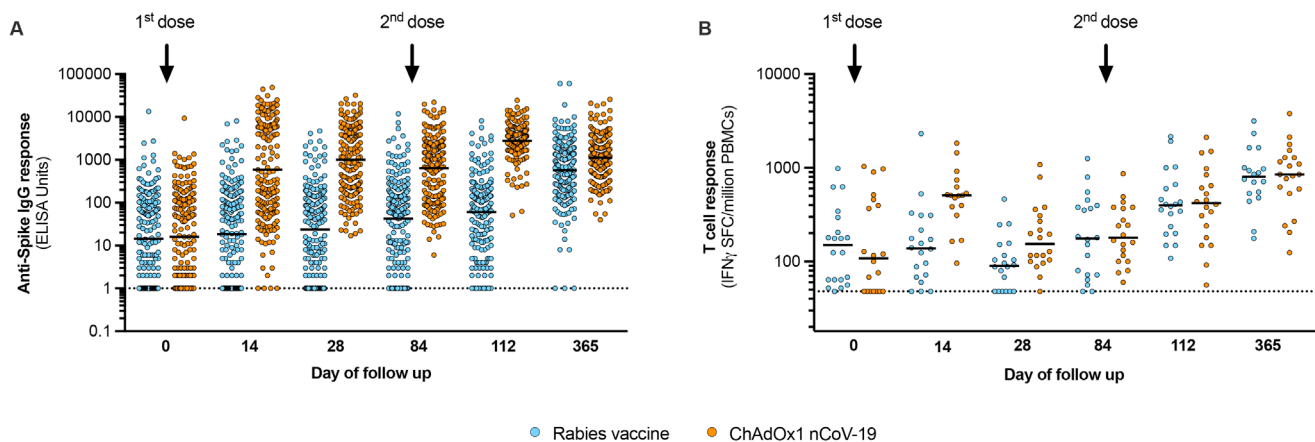 A
1st dose
2nd dose
Anti-Spike IgG response
(ELISA Units)
100000
10000
1000
100
10
1
0.1
0 14 28 84 112 365
Day of follow up
B
1st dose
2nd dose
T cell response
(IFNγ SFC/million PBMCs)
10000
1000
100
0 14 28 84 112 365
Day of follow up
Rabies vaccine ChAdOx1 nCoV-19